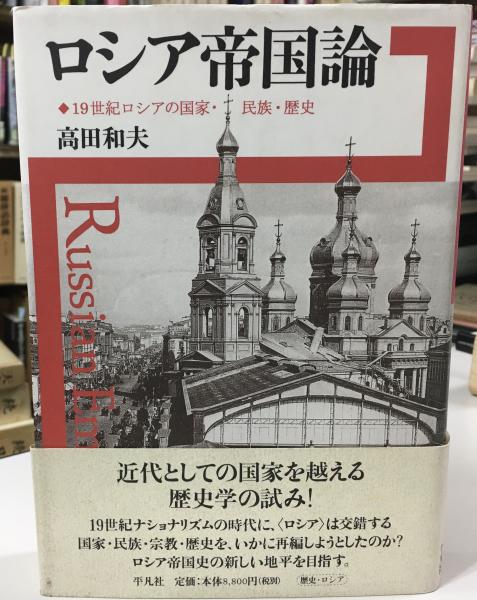 ロシア帝国論
◆19世紀ロシアの国家・民族・歴史
高田和夫
Russian Em
近代としての国家を越える
歴史学の試み!
19世紀ナショナリズムの時代に、〈ロシア〉は交錯する
国家・民族・宗教・歴史を、いかに再編しようとしたのか?
ロシア帝国史の新しい地平を目指す。
平凡社 定価:本体8,800円(税別) 歴史・ロシア